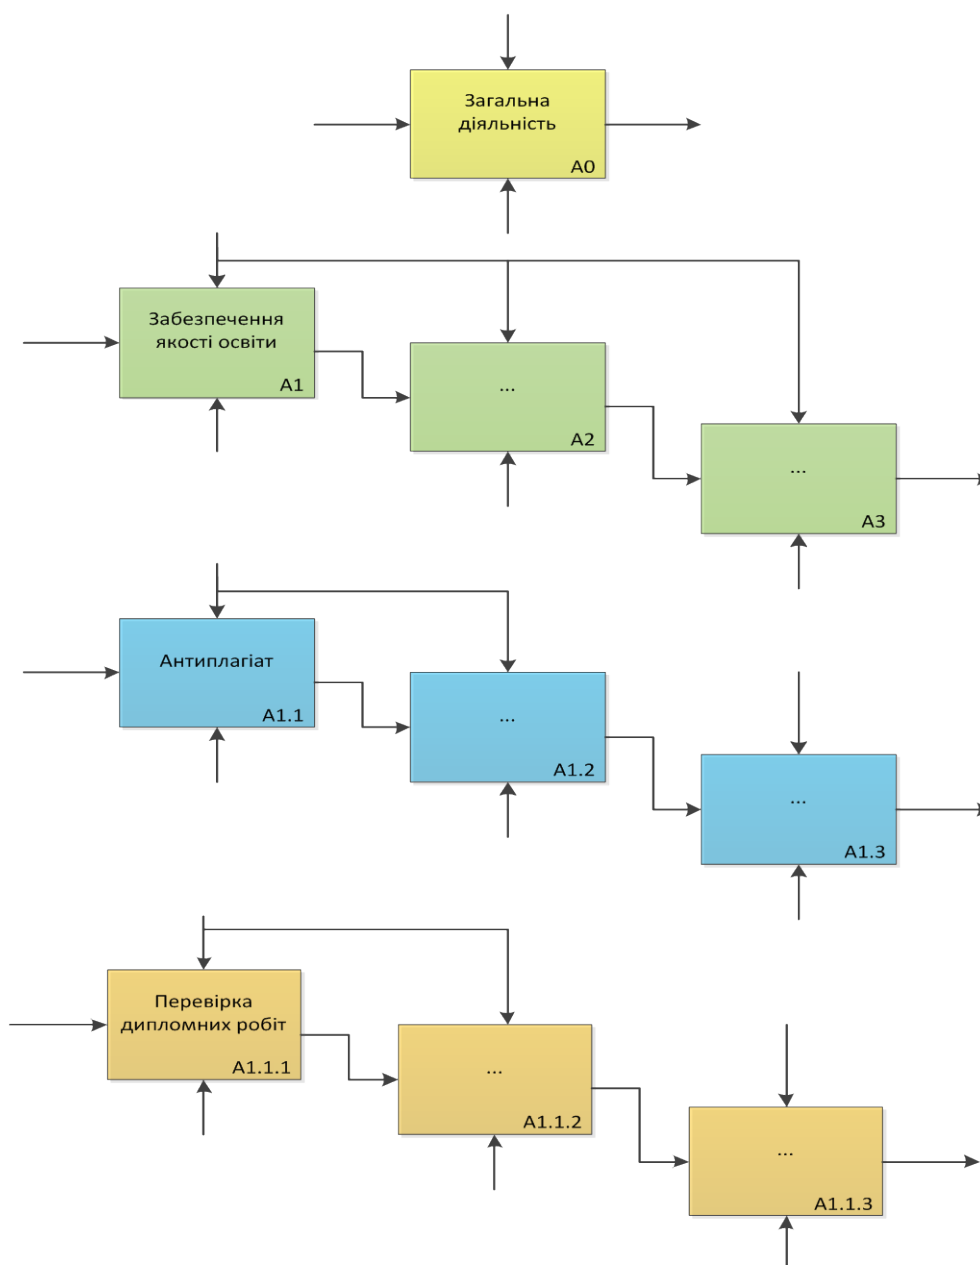 Загальна
діяльність
A0
Забезпечення
якості освіти
A1
...
A2
...
A3
Антиплагіат
A1.1
...
A1.2
...
A1.3
Перевірка
дипломних робіт
A1.1.1
...
A1.1.2
...
A1.1.3